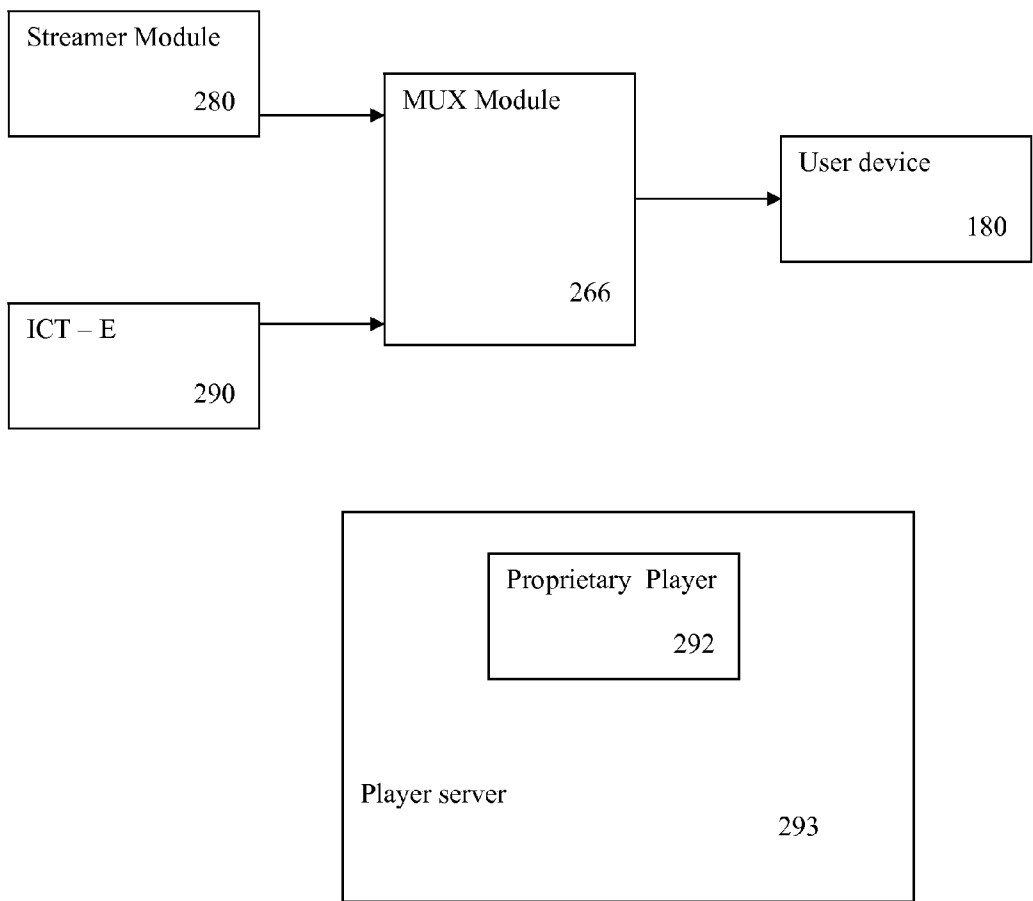 Streamer Module
280
MUX Module
266
User device
180
ICT – E
290
Proprietary Player
292
Player server
293